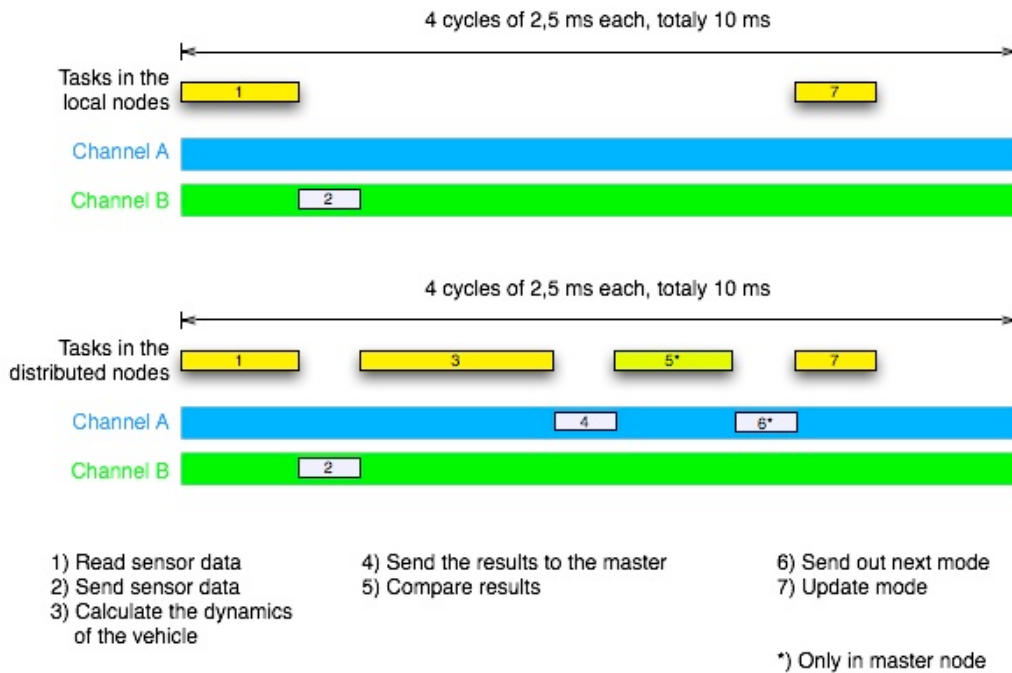 4 cycles of 2,5 ms each, totaly 10 ms
Tasks in the
local nodes
1
7
Channel A
Channel B
2
4 cycles of 2,5 ms each, totaly 10 ms
Tasks in the
distributed nodes
1
3
5*
7
Channel A
4
6*
Channel B
2
1) Read sensor data
2) Send sensor data
3) Calculate the dynamics
of the vehicle
4) Send the results to the master
5) Compare results
6) Send out next mode
7) Update mode
*) Only in master node